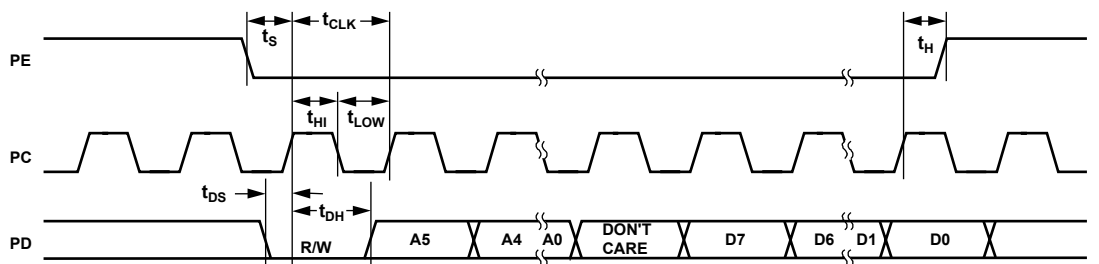 tS
tCLK
tH
PE
tHI
tLOW
PC
tDS
tDH
PD
R/W
A5
A4
A0
DON'T
CARE
D7
D6
D1
D0